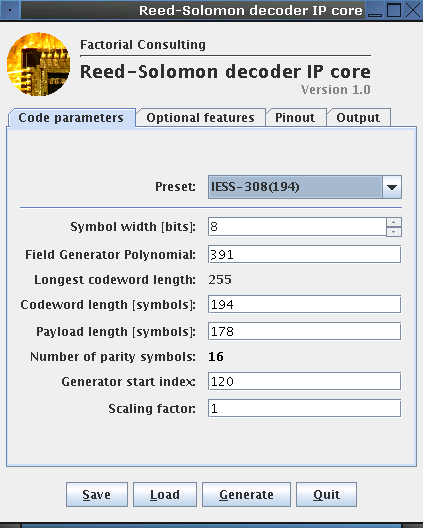 Reed-Solomon decoder IP core
Factorial Consulting
Reed-Solomon decoder IP core
Version 1.0
Code parameters Optional features Pinout Output
Preset: IESS-308(194)
Symbol width [bits]: 8
Field Generator Polynomial: 391
Longest codeword length: 255
Codeword length [symbols]: 194
Payload length [symbols]: 178
Number of parity symbols: 16
Generator start index: 120
Scaling factor: 1
Save Load Generate Quit